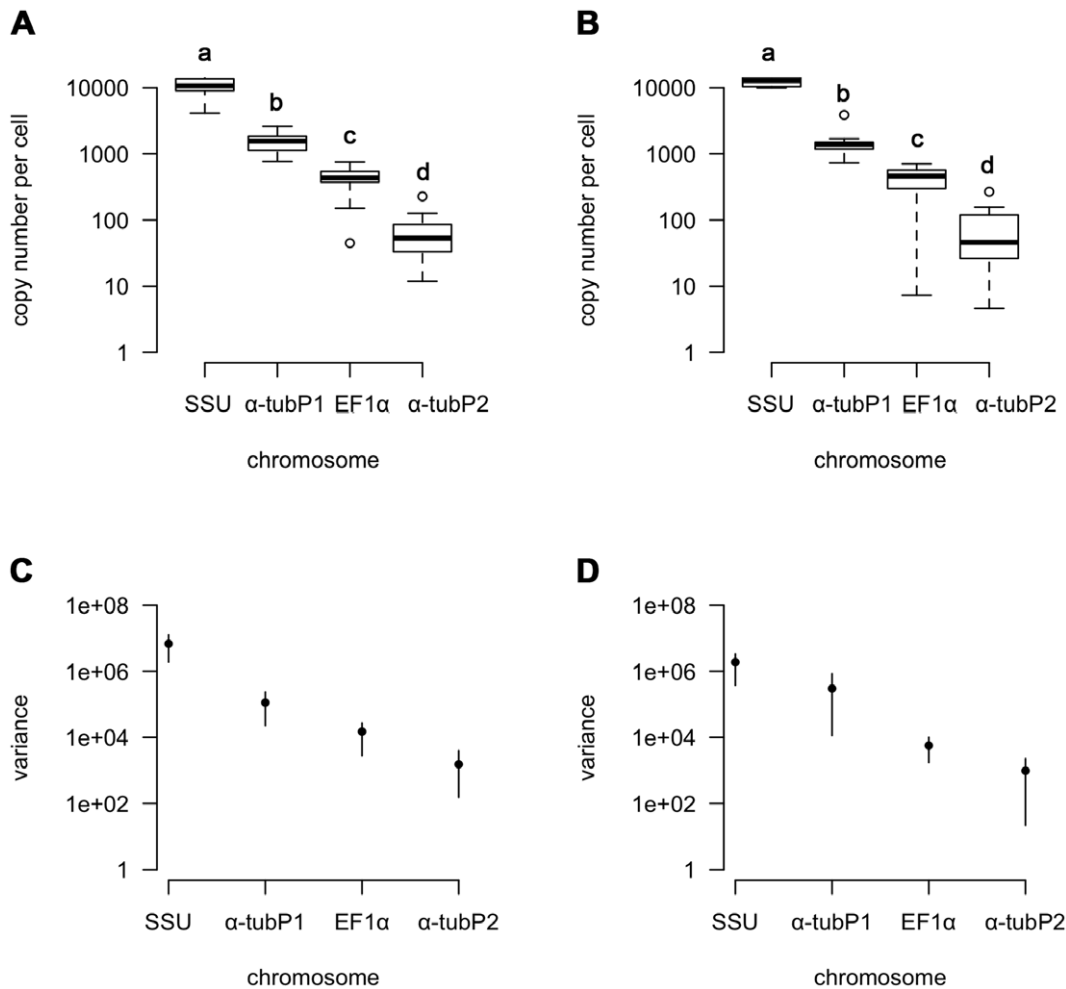 A
a
b
c
d
10000
1000
100
10
1
copy number per cell
SSU α-tubP1 EF1α α-tubP2
chromosome
B
a
b
c
d
10000
1000
100
10
1
copy number per cell
SSU α-tubP1 EF1α α-tubP2
chromosome
C
1e+08
1e+06
1e+04
1e+02
1
variance
SSU α-tubP1 EF1α α-tubP2
chromosome
D
1e+08
1e+06
1e+04
1e+02
1
variance
SSU α-tubP1 EF1α α-tubP2
chromosome